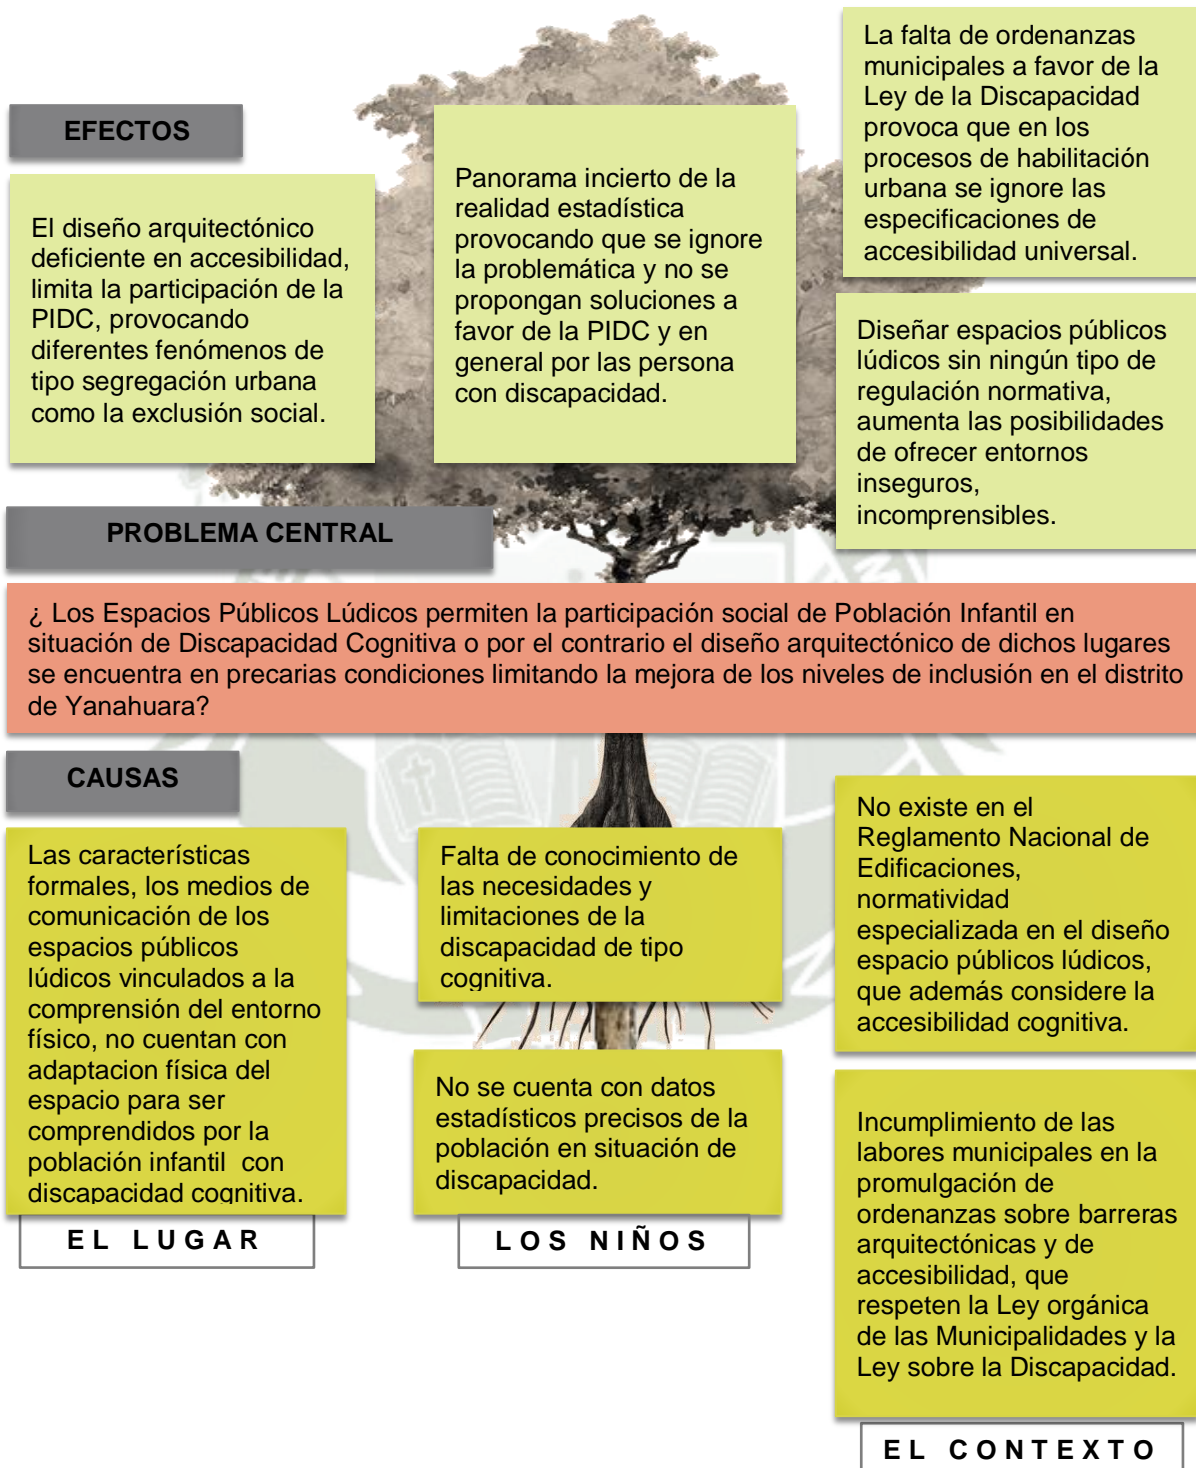 EFECTOS
El diseño arquitectónico
deficiente en accesibilidad,
limita la participación de la
PIDC, provocando
diferentes fenómenos de
tipo segregación urbana
como la exclusión social.
Panorama incierto de la
realidad estadística
provocando que se ignore
la problemática y no se
propongan soluciones a
favor de la PIDC y en
general por las persona
con discapacidad.
La falta de ordenanzas
municipales a favor de la
Ley de la Discapacidad
provoca que en los
procesos de habilitación
urbana se ignore las
especificaciones de
accesibilidad universal.
Diseñar espacios públicos
lúdicos sin ningún tipo de
regulación normativa,
aumenta las posibilidades
de ofrecer entornos
inseguros,
incomprensibles.
PROBLEMA CENTRAL
¿ Los Espacios Públicos Lúdicos permiten la participación social de Población Infantil en
situación de Discapacidad Cognitiva o por el contrario el diseño arquitectónico de dichos lugares
se encuentra en precarias condiciones limitando la mejora de los niveles de inclusión en el distrito
de Yanahuara?
CAUSAS
Las características
formales, los medios de
comunicación de los
espacios públicos
lúdicos vinculados a la
comprensión del entorno
físico, no cuentan con
adaptacion física del
espacio para ser
comprendidos por la
población infantil con
discapacidad cognitiva.
EL LUGAR
Falta de conocimiento de
las necesidades y
limitaciones de la
discapacidad de tipo
cognitiva.
No se cuenta con datos
estadísticos precisos de la
población en situación de
discapacidad.
LOS NIÑOS
No existe en el
Reglamento Nacional de
Edificaciones,
normatividad
especializada en el diseño
espacio públicos lúdicos,
que además considere la
accesibilidad cognitiva.
Incumplimiento de las
labores municipales en la
promulgación de
ordenanzas sobre barreras
arquitectónicas y de
accesibilidad, que
respeten la Ley orgánica
de las Municipalidades y la
Ley sobre la Discapacidad.
EL CONTEXTO